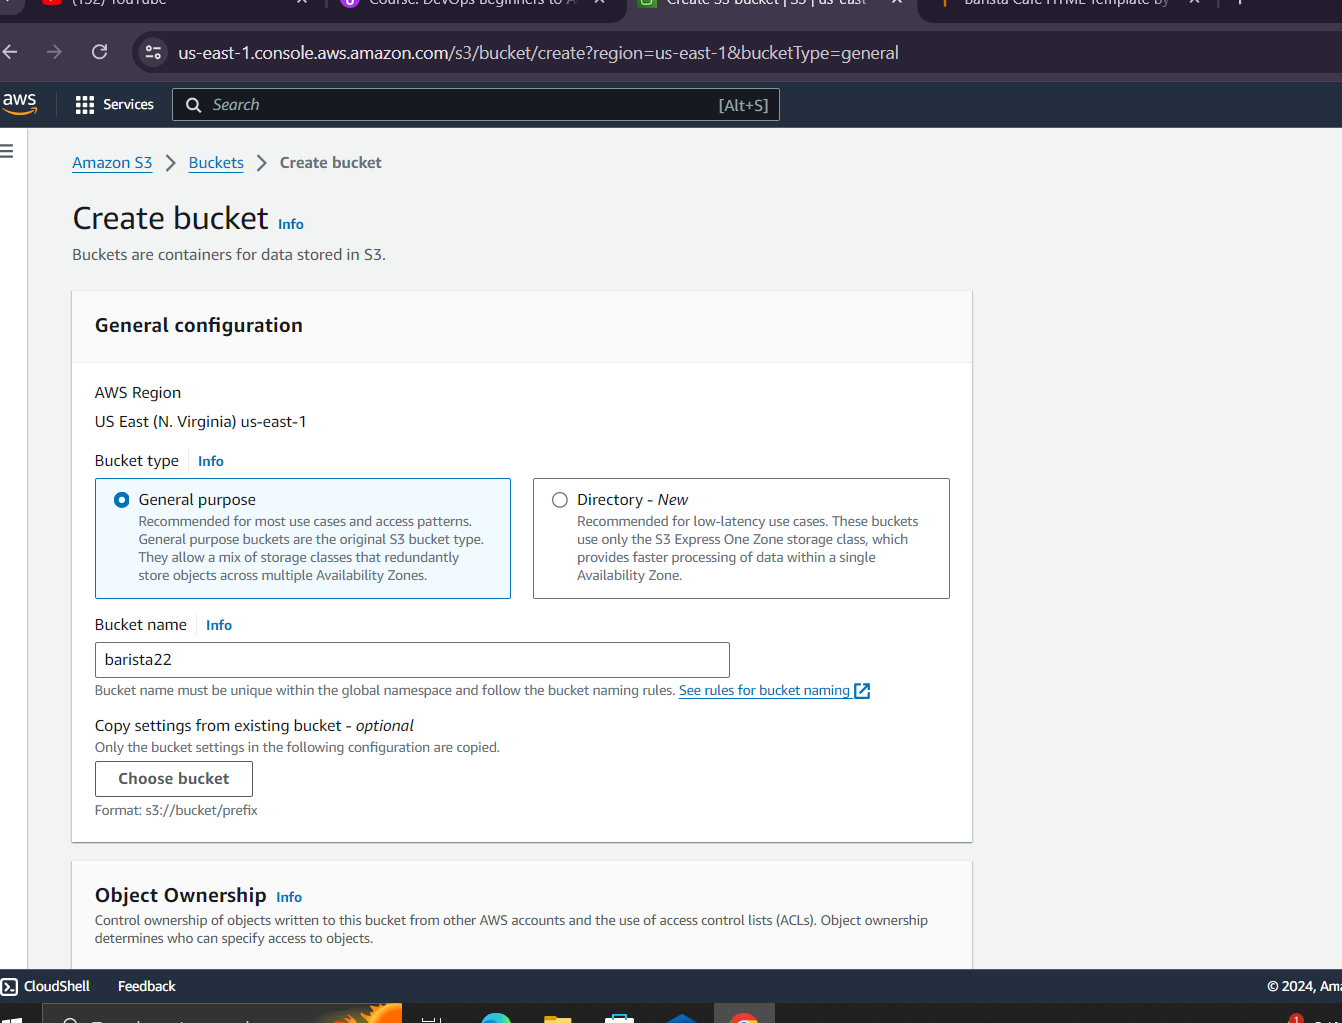 (132) YouTube
Course: DevOps Beginners to A
Create S3 bucket | S3 | us-east
Barista Cafe HTML Template by
us-east-1.console.aws.amazon.com/s3/bucket/create?region=us-east-1&bucketType=general
aws
Services
Search
[Alt+S]
Amazon S3 > Buckets > Create bucket
Create bucket Info
Buckets are containers for data stored in S3.
General configuration
AWS Region
US East (N. Virginia) us-east-1
Bucket type Info
General purpose
Recommended for most use cases and access patterns.
General purpose buckets are the original S3 bucket type.
They allow a mix of storage classes that redundantly
store objects across multiple Availability Zones.
Directory - New
Recommended for low-latency use cases. These buckets
use only the S3 Express One Zone storage class, which
provides faster processing of data within a single
Availability Zone.
Bucket name Info
barista22
Bucket name must be unique within the global namespace and follow the bucket naming rules. See rules for bucket naming
Copy settings from existing bucket - optional
Only the bucket settings in the following configuration are copied.
Choose bucket
Format: s3://bucket/prefix
Object Ownership Info
Control ownership of objects written to this bucket from other AWS accounts and the use of access control lists (ACLs). Object ownership
determines who can specify access to objects.
CloudShell
Feedback
© 2024, Ama
1